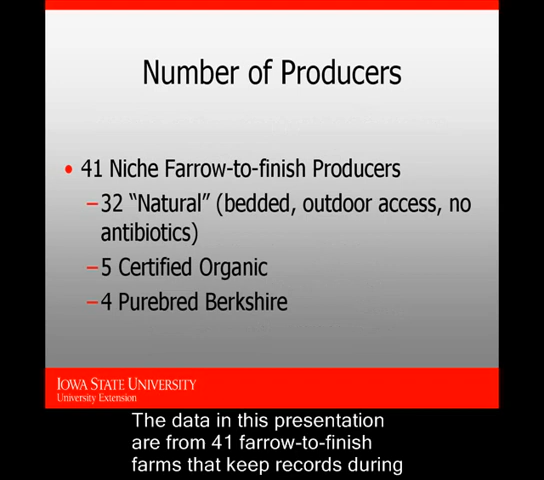 Number of Producers
• 41 Niche Farrow-to-finish Producers
–32 “Natural” (bedded, outdoor access, no
antibiotics)
–5 Certified Organic
–4 Purebred Berkshire
IOWA STATE UNIVERSITY
University Extension
The data in this presentation
are from 41 farrow-to-finish
farms that keep records during